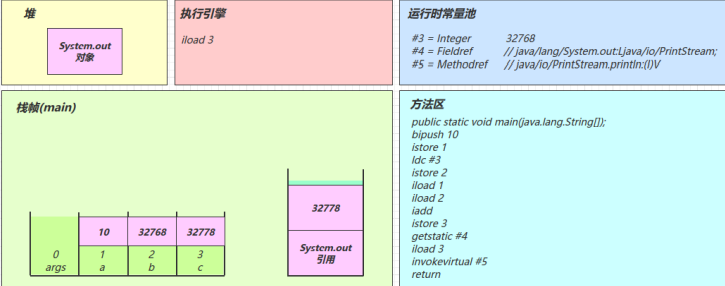 堆
System.out
对象
执行引擎
iload 3
运行时常量池
#3 = Integer 32768
#4 = Fieldref // java/lang/System.out:Ljava/io/PrintStream;
#5 = Methodref // java/io/PrintStream.println:(I)V
栈帧(main)
10 32768 32778
0 1 2 3
args a b c
32778
System.out
引用
方法区
public static void main(java.lang.String[]);
bipush 10
istore 1
ldc #3
istore 2
iload 1
iload 2
iadd
istore 3
getstatic #4
iload 3
invokevirtual #5
return